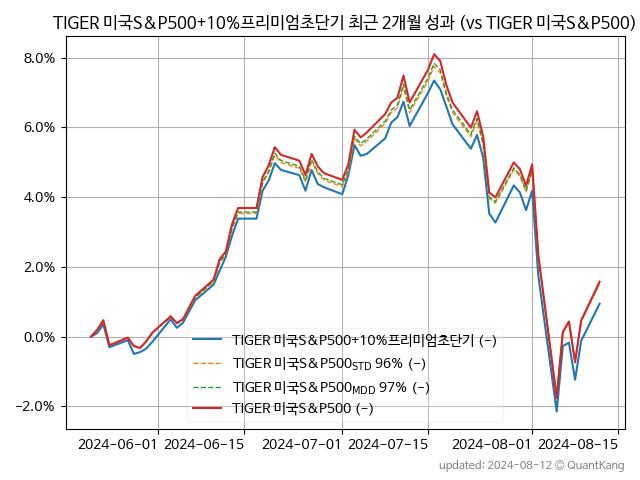 TIGER 미국S&P500+10%프리미엄초단기 최근 2개월 성과 (vs TIGER 미국S&P500)
8.0%
6.0%
4.0%
2.0%
0.0%
−2.0%
TIGER 미국S&P500+10%프리미엄초단기 (−)
TIGER 미국S&P500STD 96% (−)
TIGER 미국S&P500MDD 97% (−)
TIGER 미국S&P500 (−)
2024-06-01 2024-06-15 2024-07-01 2024-07-15 2024-08-01 2024-08-15
updated: 2024-08-12 © QuantKang